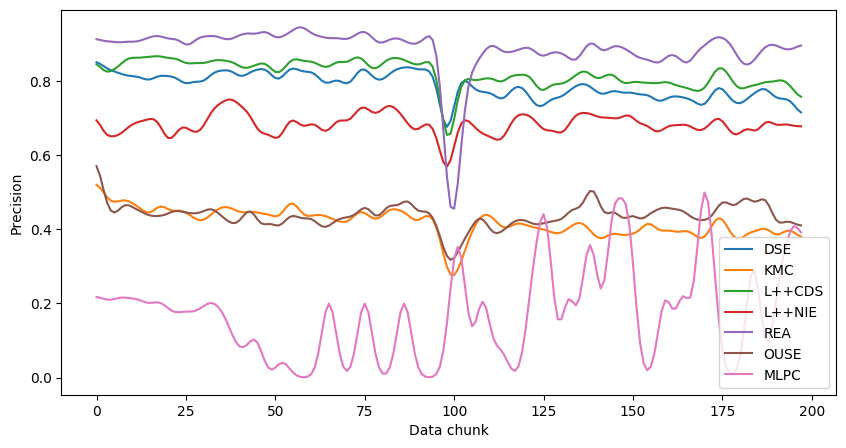 Precision
0.8
0.6
0.4
0.2
0.0
0
25
50
75
100
125
150
175
200
Data chunk
DSE
KMC
L++CDS
L++NIE
REA
OUSE
MLPC